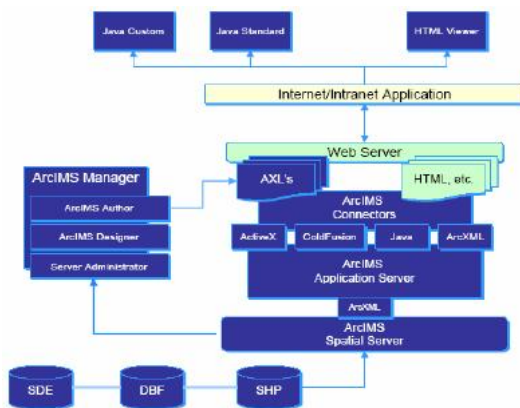 Java Custom
Java Standard
HTML Viewer
Internet/Intranet Application
Web Server
ArcIMS Manager
AXL's
HTML, etc.
ArcIMS Author
ArcIMS
Connectors
ArcIMS Designer
ActiveX
ColdFusion
Java
ArcXML
Server Administrator
ArcIMS
Application Server
ArcXML
ArcIMS
Spatial Server
SDE
DBF
SHP